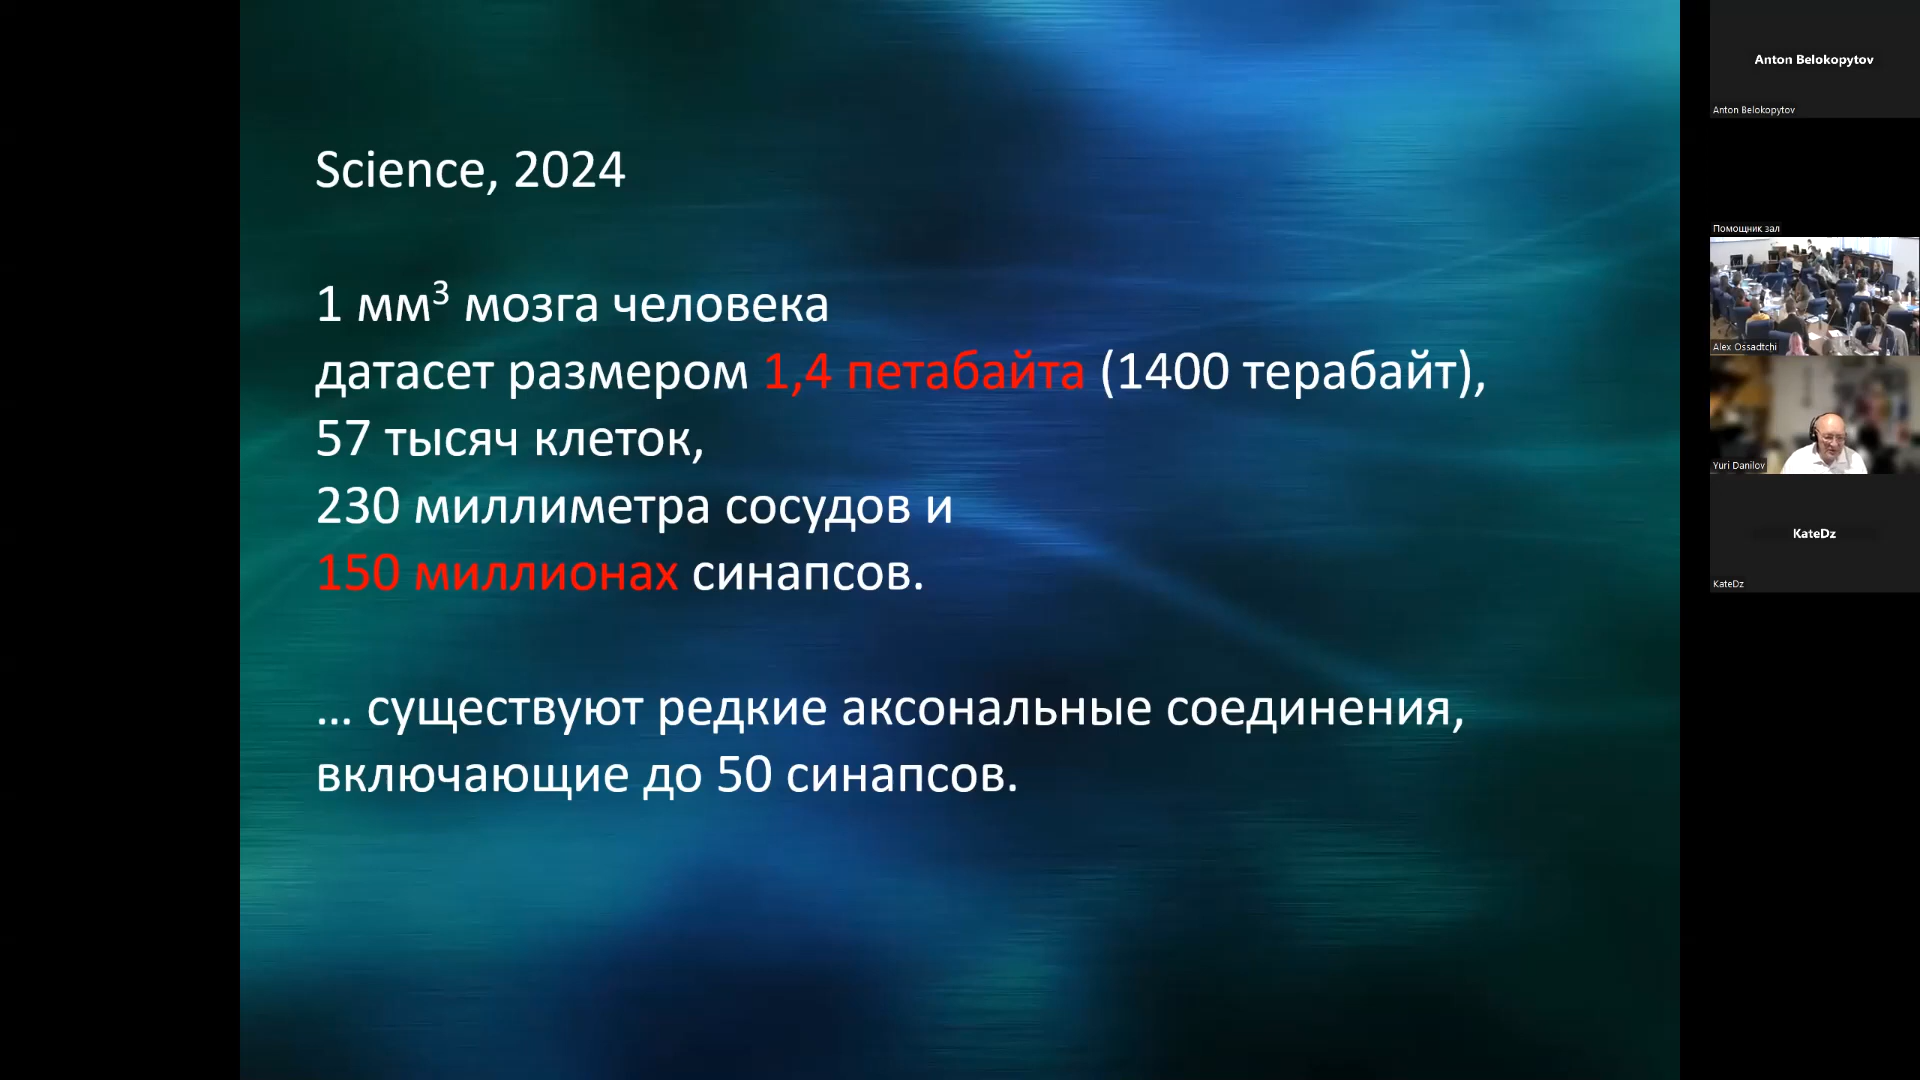 Science, 2024
1 мм³ мозга человека
датасет размером 1,4 петабайта (1400 терабайт),
57 тысяч клеток,
230 миллиметра сосудов и
150 миллионах синапсов.
... существуют редкие аксональные соединения,
включающие до 50 синапсов.
Anton Belokopytov
Anton Belokopytov
Помощник зал
Alex Ossadtchi
Yuri Danilov
KateDz
KateDz